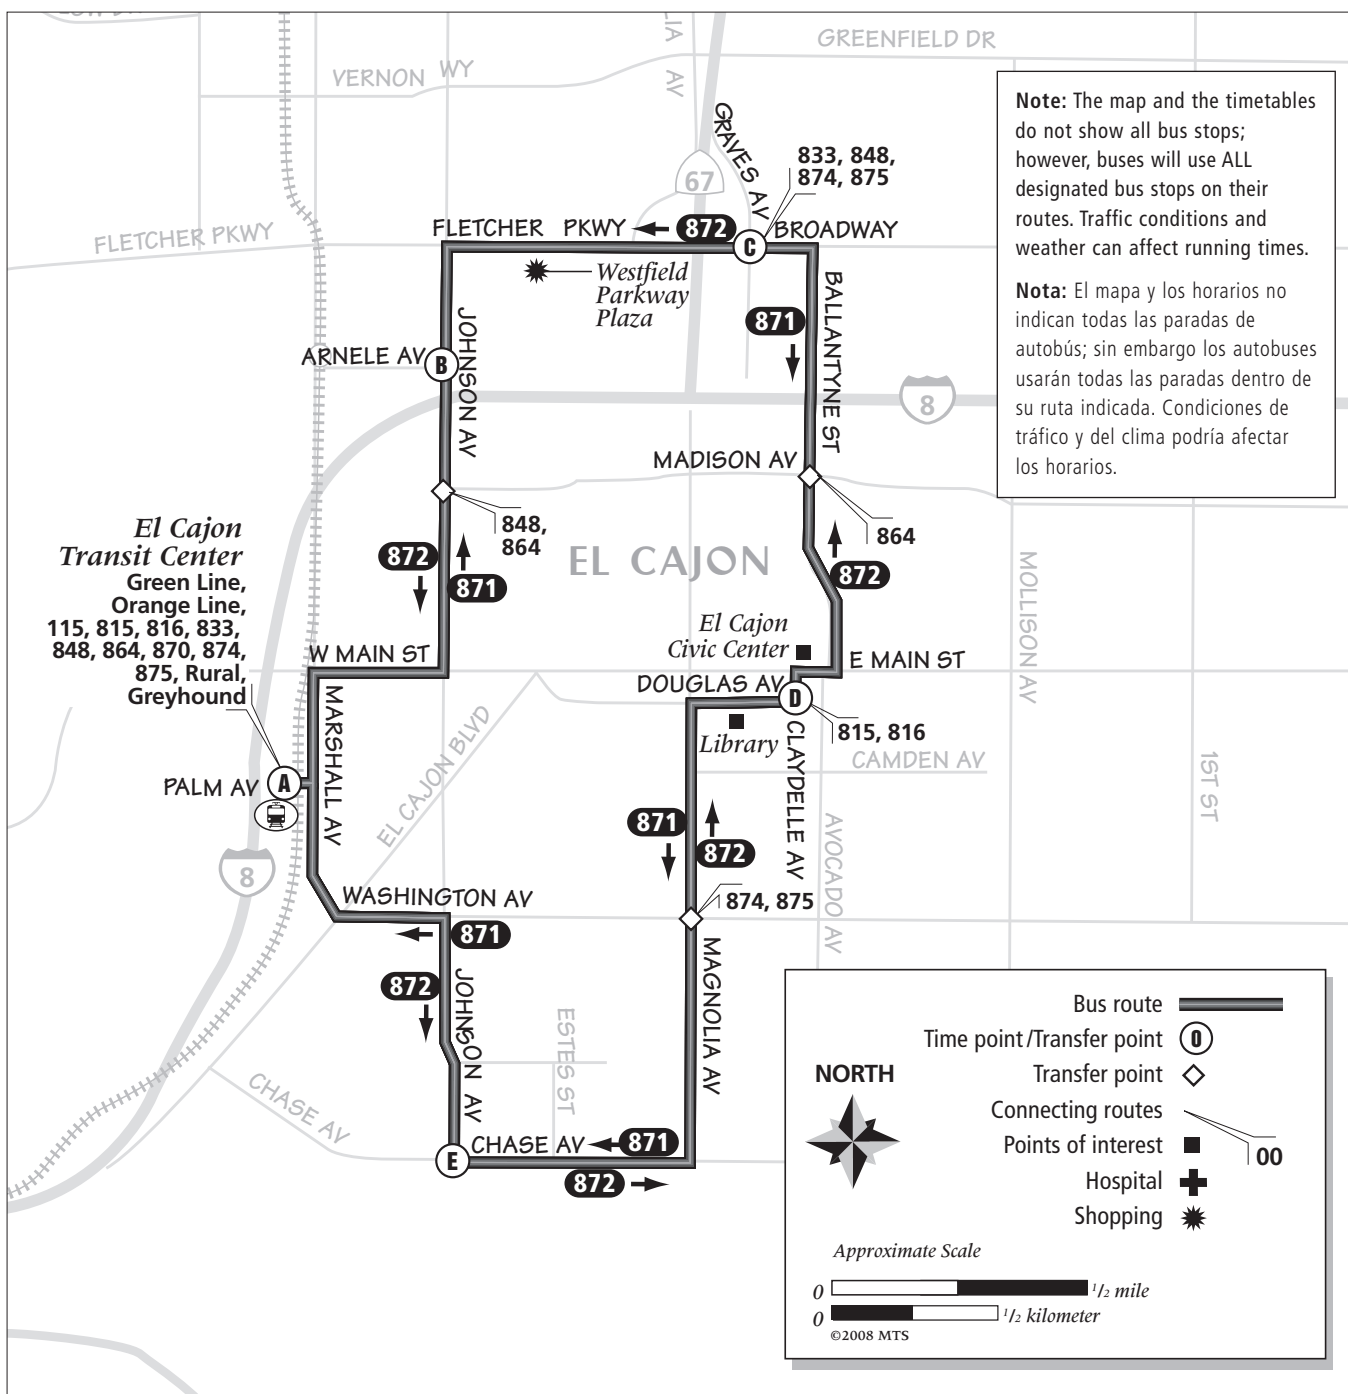 GREENFIELD DR
VERNON WY
AV
GRAVES AV
67
833, 848,
874, 875
Note: The map and the timetables
do not show all bus stops;
however, buses will use ALL
designated bus stops on their
routes. Traffic conditions and
weather can affect running times.
Nota: El mapa y los horarios no
indican todas las paradas de
autobús; sin embargo los autobuses
usarán todas las paradas dentro de
su ruta indicada. Condiciones de
tráfico y del clima podría afectar
los horarios.
FLETCHER PKWY
FLETCHER PKWY
872
C
BROADWAY
Westfield
Parkway
Plaza
871
BALLANTYNE ST
ARNELE AV
B
JOHNSON AV
8
MADISON AV
848,
864
864
El Cajon
Transit Center
Green Line,
Orange Line,
115, 815, 816, 833,
848, 864, 870, 874,
875, Rural,
Greyhound
872
871
EL CAJON
872
MOLLISON AV
El Cajon
Civic Center
W MAIN ST
E MAIN ST
DOUGLAS AV
D
815, 816
Library
CLAYDELLE AV
CAMDEN AV
1ST ST
MARSHALL AV
EL CAJON BLVD
PALM AV
A
8
871
872
AVOCADO AV
WASHINGTON AV
874, 875
871
872
JOHNSON AV
MAGNOLIA AV
ESTES ST
CHASE AV
E
CHASE AV
871
872
Bus route
Time point/Transfer point
0
Transfer point
Connecting routes
00
Points of interest
Hospital
Shopping
NORTH
Approximate Scale
0 1/2 mile
0 1/2 kilometer
©2008 MTS